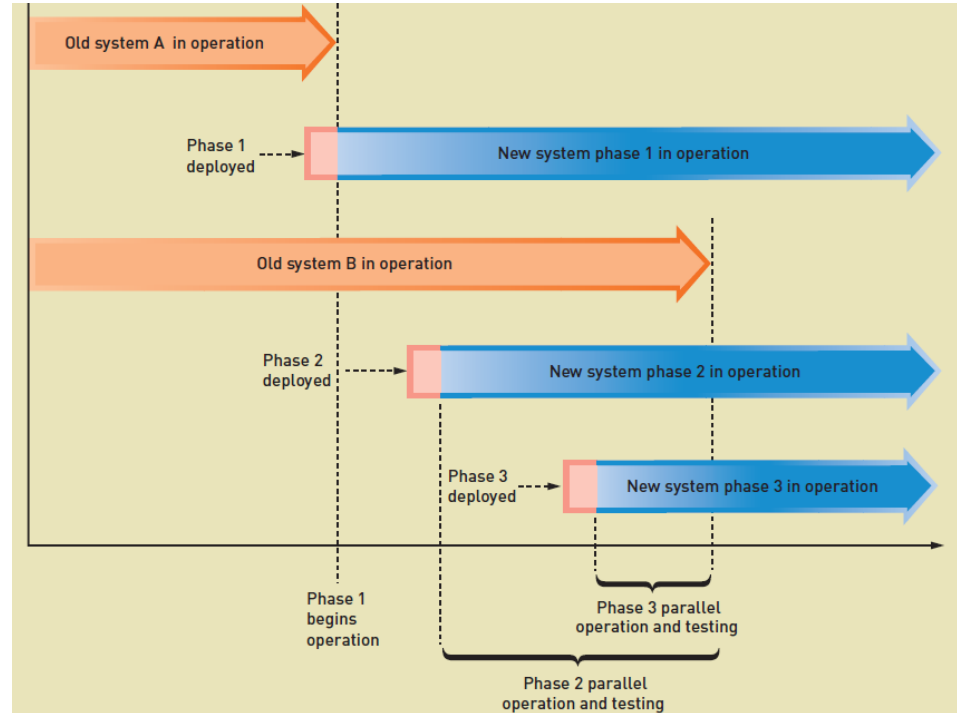 Old system A in operation
Phase 1
deployed
New system phase 1 in operation
Old system B in operation
Phase 2
deployed
New system phase 2 in operation
Phase 3
deployed
New system phase 3 in operation
Phase 1
begins
operation
Phase 3 parallel
operation and testing
Phase 2 parallel
operation and testing